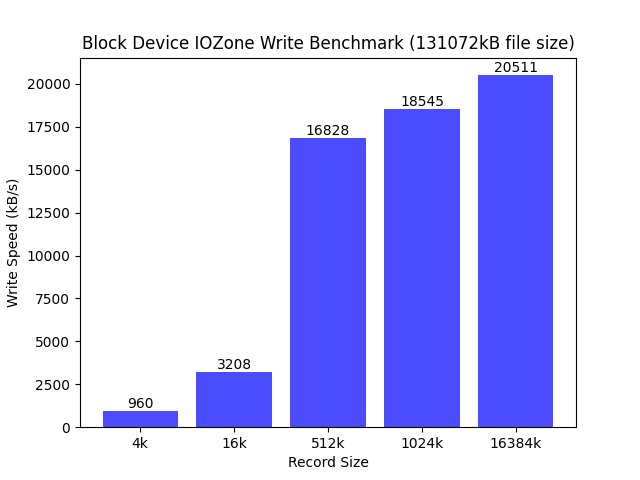 Block Device IOZone Write Benchmark (131072kB file size)
Write Speed (kB/s)
20000
17500
15000
12500
10000
7500
5000
2500
0
960
3208
16828
18545
20511
4k
16k
512k
1024k
16384k
Record Size